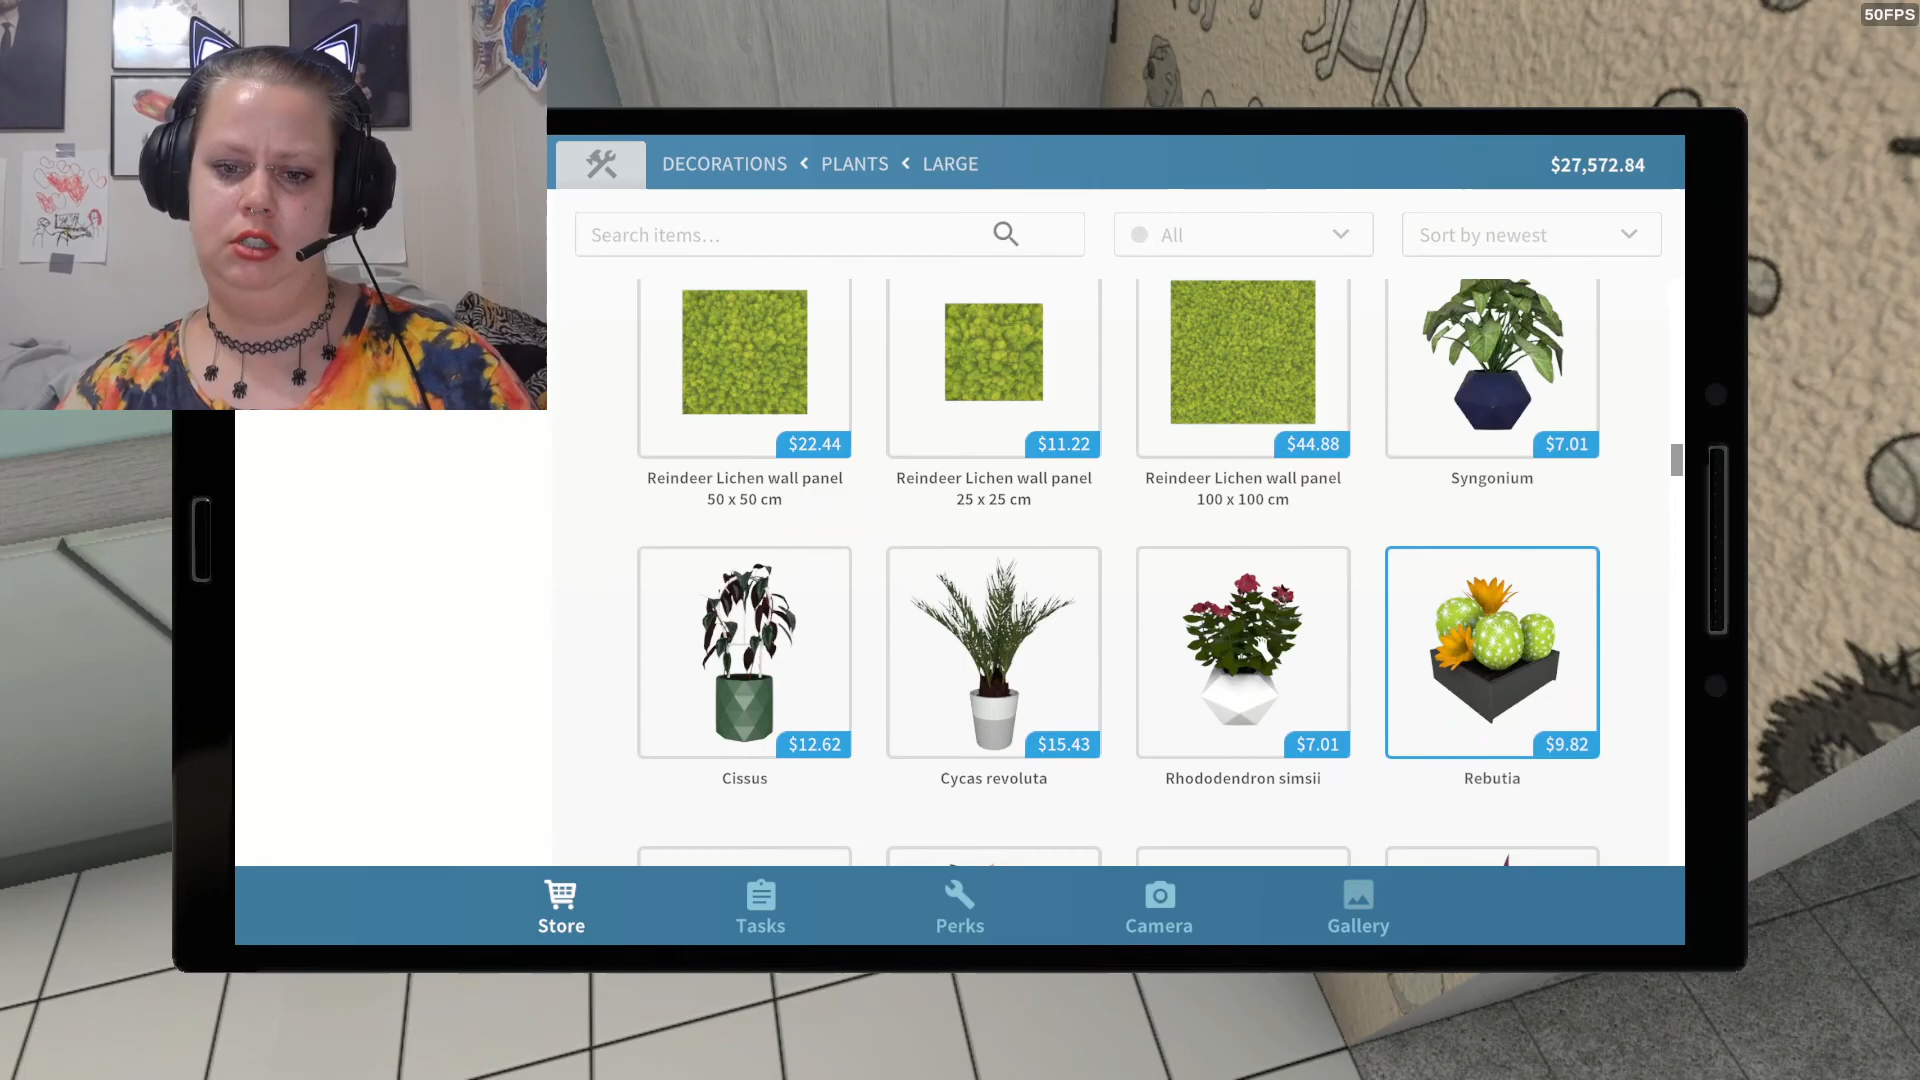 50FPS
DECORATIONS < PLANTS < LARGE
$27,572.84
Search items...
All
Sort by newest
$22.44
$11.22
$44.88
$7.01
Reindeer Lichen wall panel
50 x 50 cm
Reindeer Lichen wall panel
25 x 25 cm
Reindeer Lichen wall panel
100 x 100 cm
Syngonium
$12.62
$15.43
$7.01
$9.82
Cissus
Cycas revoluta
Rhododendron simsii
Rebutia
Store
Tasks
Perks
Camera
Gallery